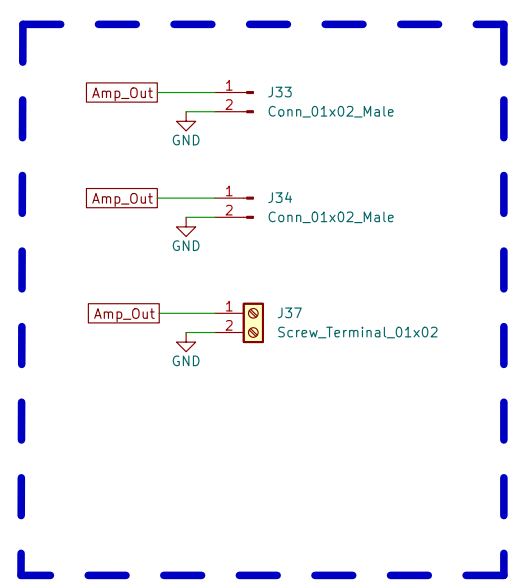 Amp_Out 1 J33
2 Conn_01x02_Male
GND
Amp_Out 1 J34
2 Conn_01x02_Male
GND
Amp_Out 1 J37
2 Screw_Terminal_01x02
GND